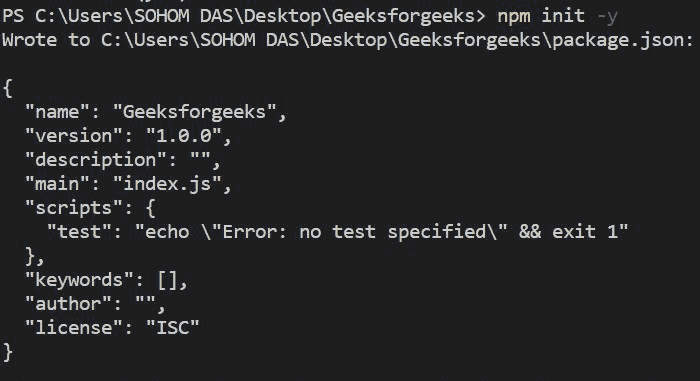 PS C:\Users\SOHOM DAS\Desktop\Geeksforgeeks> npm init -y
Wrote to C:\Users\SOHOM DAS\Desktop\Geeksforgeeks\package.json:
{
  "name": "Geeksforgeeks",
  "version": "1.0.0",
  "description": "",
  "main": "index.js",
  "scripts": {
    "test": "echo \"Error: no test specified\" && exit 1"
  },
  "keywords": [],
  "author": "",
  "license": "ISC"
}